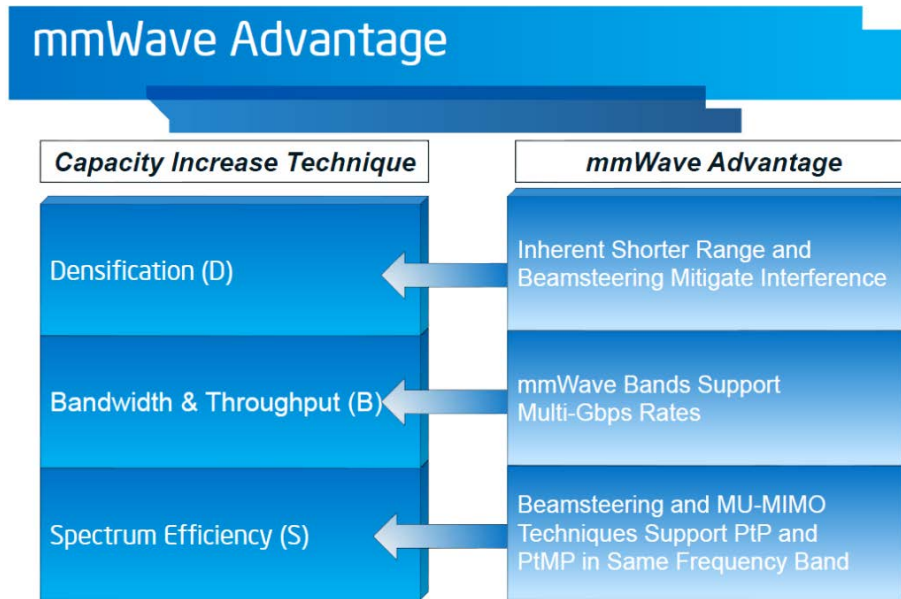 mmWave Advantage
Capacity Increase Technique
mmWave Advantage
Densification (D)
Inherent Shorter Range and
Beamsteering Mitigate Interference
Bandwidth & Throughput (B)
mmWave Bands Support
Multi-Gbps Rates
Spectrum Efficiency (S)
Beamsteering and MU-MIMO
Techniques Support PtP and
PtMP in Same Frequency Band